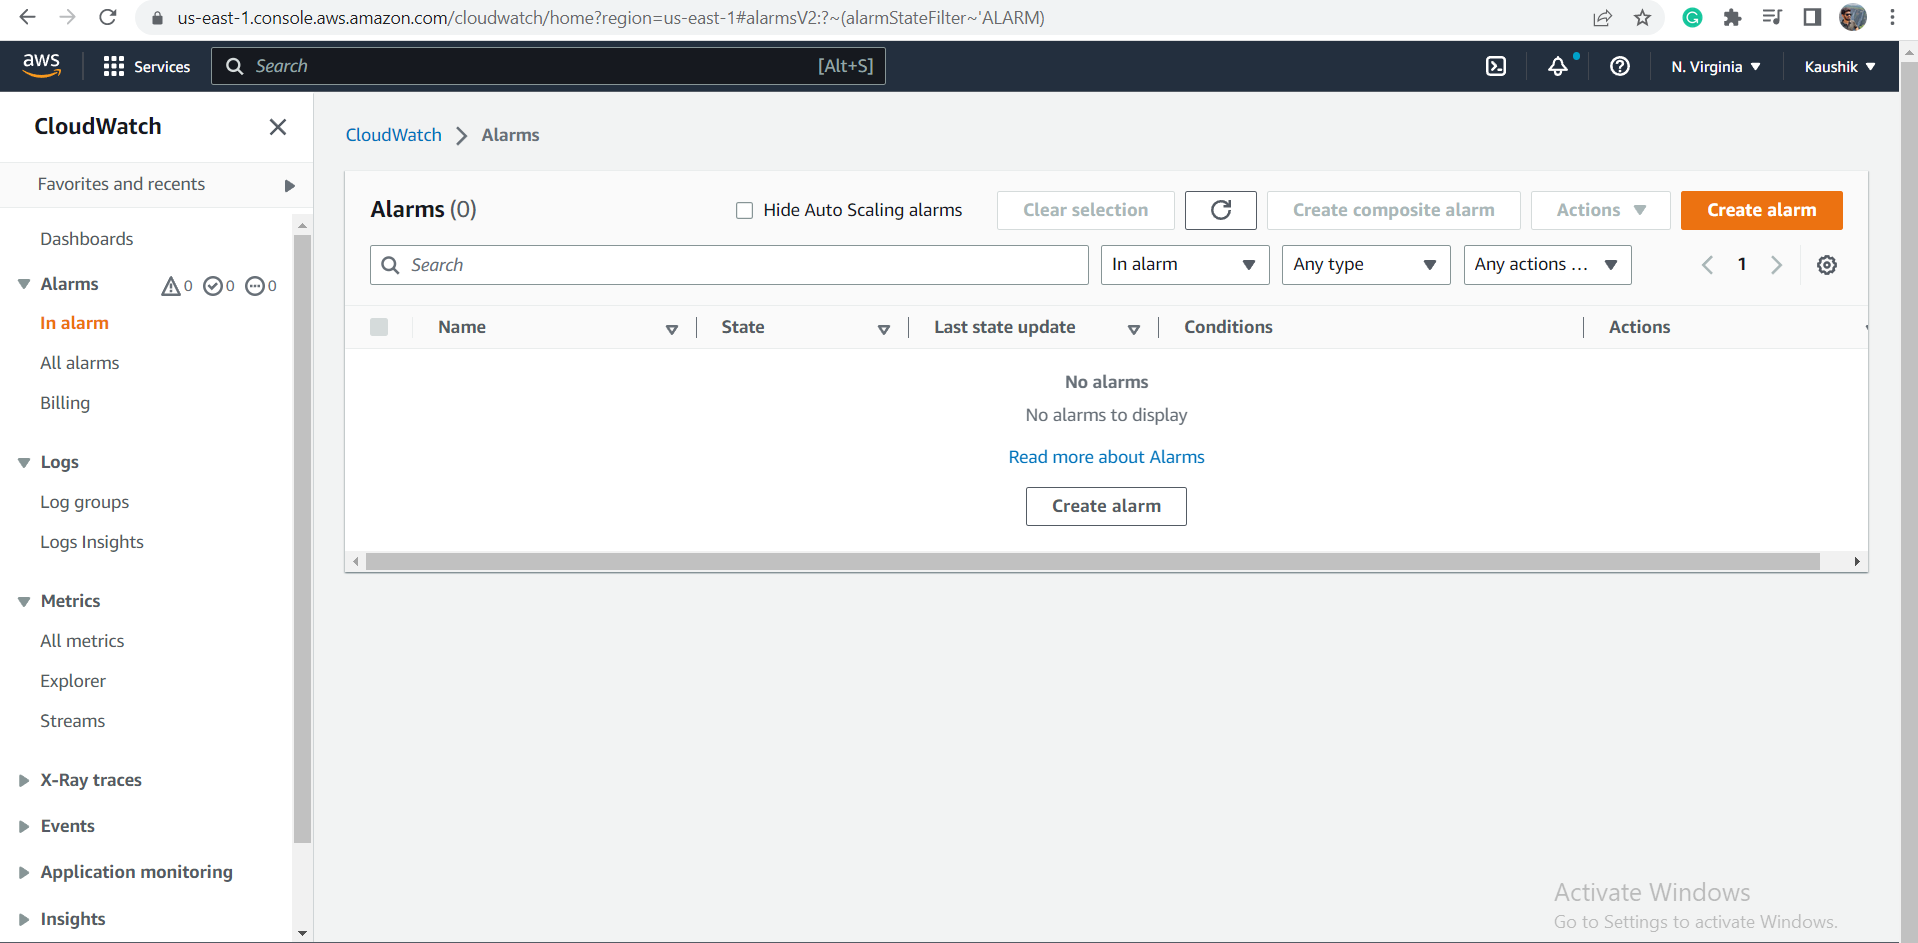 us-east-1.console.aws.amazon.com/cloudwatch/home?region=us-east-1#alarmsV2:?~(alarmStateFilter~'ALARM)
G
aws
Services
Search
[Alt+S]
N. Virginia
Kaushik
CloudWatch
Favorites and recents
Dashboards
Alarms 0 0 0
In alarm
All alarms
Billing
Logs
Log groups
Logs Insights
Metrics
All metrics
Explorer
Streams
X-Ray traces
Events
Application monitoring
Insights
CloudWatch > Alarms
Alarms (0)
Hide Auto Scaling alarms
Clear selection
Create composite alarm
Actions
Create alarm
Search
In alarm
Any type
Any actions ...
1
Name
State
Last state update
Conditions
Actions
No alarms
No alarms to display
Read more about Alarms
Create alarm
Activate Windows
Go to Settings to activate Windows.